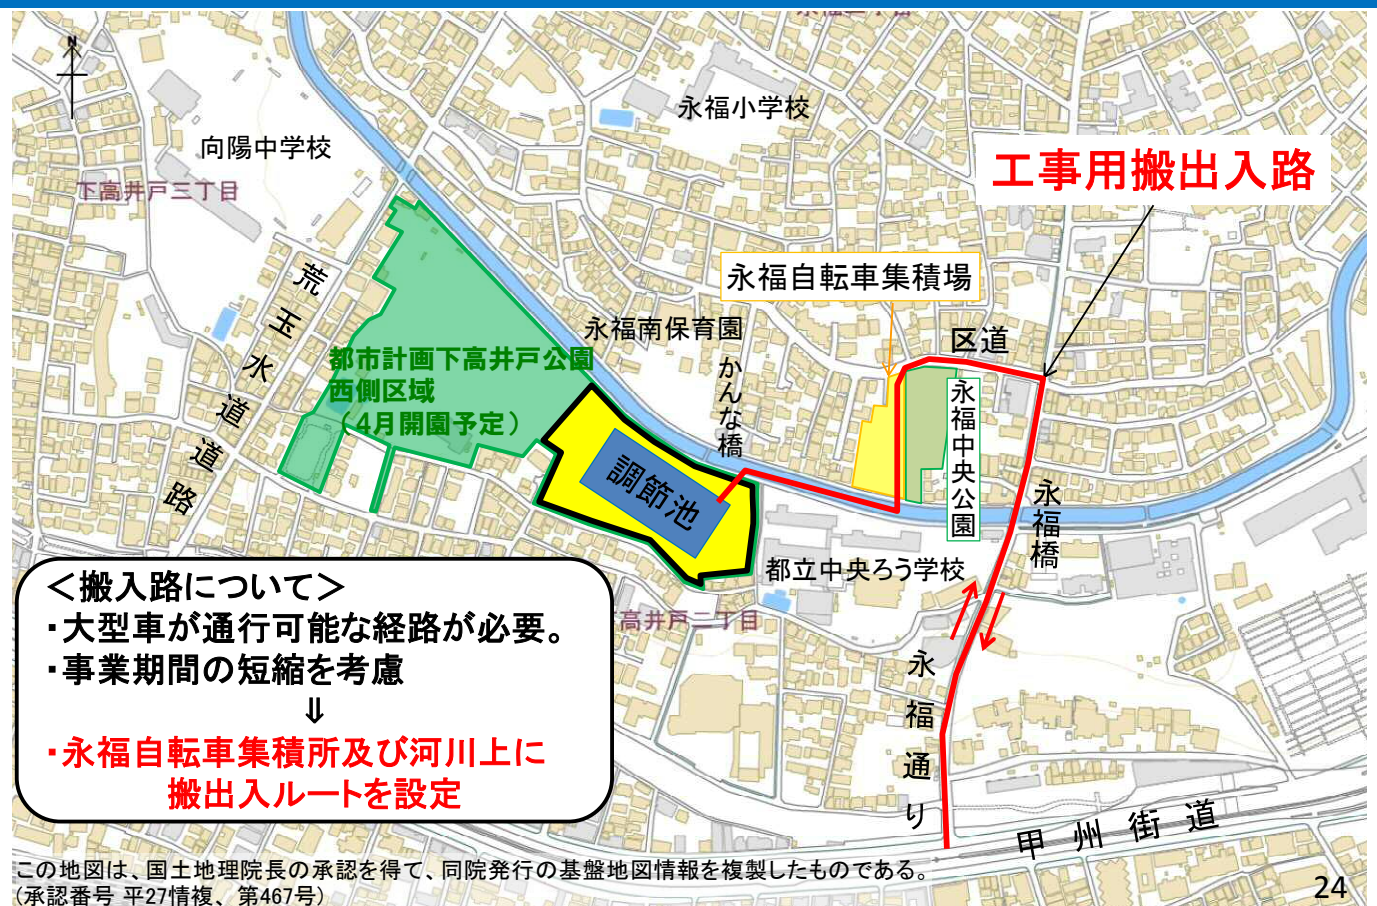 N
永福小学校
向陽中学校
下高井戸三丁目
工事用搬出入路
永福自転車集積場
荒玉水道道路
永福南保育園
区道
都市計画下高井戸公園
西側区域
(4月開園予定)
かんな橋
永福中央公園
調節池
永福橋
都立中央ろう学校
高井戸二丁目
<搬入路について>
・大型車が通行可能な経路が必要。
・事業期間の短縮を考慮
⇓
・永福自転車集積所及び河川上に
搬出入ルートを設定
永福通り
甲州街道
この地図は、国土地理院長の承認を得て、同院発行の基盤地図情報を複製したものである。
(承認番号 平27情複、第467号)
24